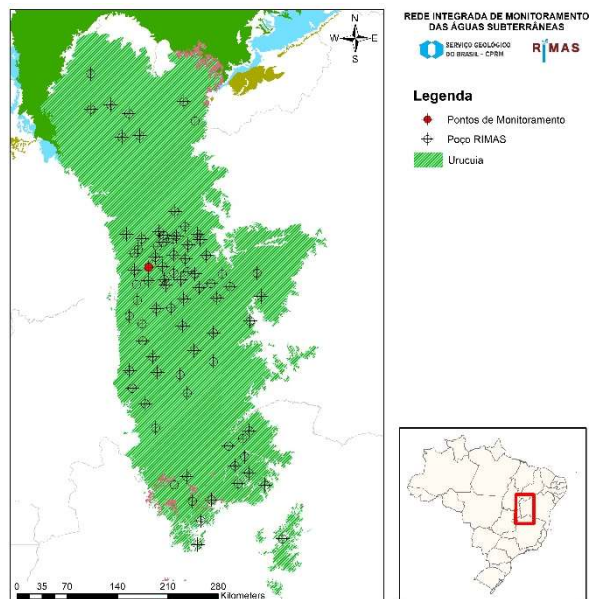 N
W E
S
REDE INTEGRADA DE MONITORAMENTO
DAS ÁGUAS SUBTERRÂNEAS
SERVIÇO GEOLÓGICO
DO BRASIL - CPRM
RIMAS
Legenda
Pontos de Monitoramento
Poço RIMAS
Urucuia
0 35 70 140 210 280
Kilometers